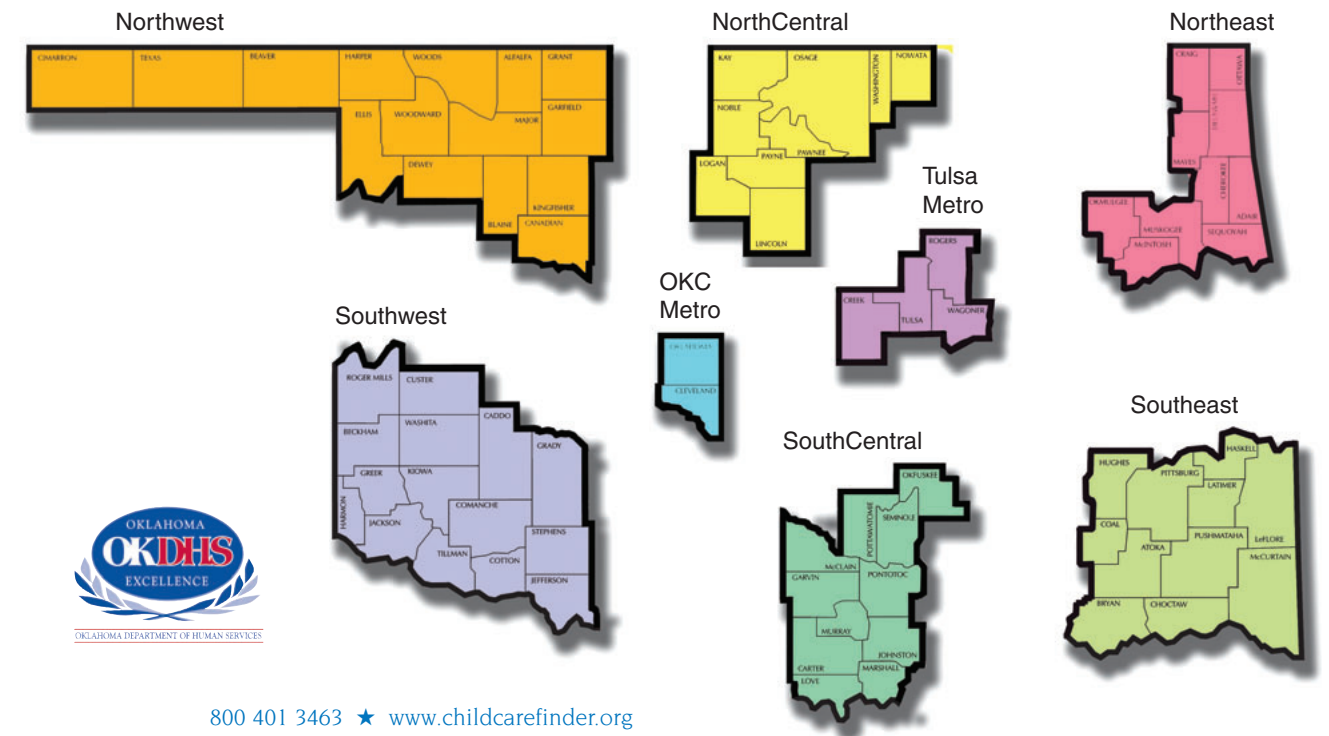 Northwest
CIMARRON
TEXAS
BEAVER
HARPER
WOODS
ALFALFA
GRANT
ELLIS
WOODWARD
MAJOR
GARFIELD
DEWEY
BLAINE
KINGFISHER
CANADIAN
NorthCentral
KAY
OSAGE
WASHINGTON
NOWATA
NOBLE
LOGAN
PAYNE
PAWNEE
LINCOLN
Northeast
CRAIG
OTTAWA
DELAWARE
MAYES
CHEROKEE
ADAIR
OKMULGEE
MUSKOGEE
McINTOSH
SEQUOYAH
Tulsa
Metro
ROGERS
CREEK
TULSA
WAGONER
OKC
Metro
OKLAHOMA
CLEVELAND
Southwest
ROGER MILLS
CUSTER
BECKHAM
WASHITA
CADDO
GRADY
GREER
KIOWA
HARMON
JACKSON
COMANCHE
STEPHENS
TILLMAN
COTTON
JEFFERSON
SouthCentral
OKFUSKEE
POTTAWATOMIE
SEMINOLE
McCLAIN
GARVIN
PONTOTOC
MURRAY
JOHNSTON
CARTER
MARSHALL
LOVE
Southeast
HUGHES
PITTSBURG
HASKELL
LATIMER
COAL
ATOKA
PUSHMATAHA
LeFLORE
McCURTAIN
BRYAN
CHOCTAW
OKLAHOMA
OKDHS
EXCELLENCE
OKLAHOMA DEPARTMENT OF HUMAN SERVICES
800 401 3463 ★ www.childcarefinder.org